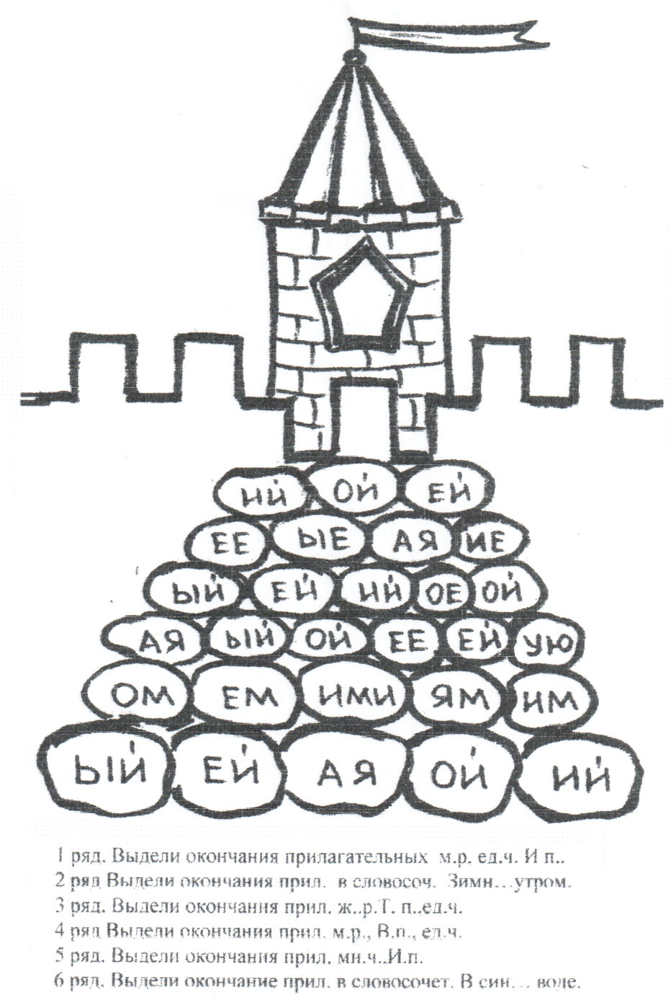 ИЙ ОЙ ЕЙ
ЕЕ ЫЕ АЯ ИЕ
ЫЙ ЕЙ ИЙ ОЕ ОЙ
АЯ ЫЙ ОЙ ЕЕ ЕЙ УЮ
ОМ ЕМ ИМИ ЯМ ИМ
ЫЙ ЕЙ АЯ ОЙ ИЙ
1 ряд. Выдели окончания прилагательных м.р. ед.ч. И п..
2 ряд Выдели окончания прил. в словосоч. Зимн...утром.
3 ряд. Выдели окончания прил. ж..р.Т. п..ед.ч.
4 ряд Выдели окончания прил. м.р., В.п., ед.ч.
5 ряд. Выдели окончания прил. мн.ч..И.п.
6 ряд. Выдели окончание прил. в словосочет. В син... воде.